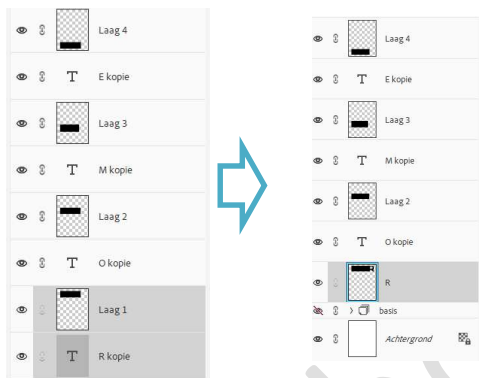 Laag 4
T E kopie
Laag 3
T M kopie
Laag 2
T O kopie
Laag 1
T R kopie
Laag 4
T E kopie
Laag 3
T M kopie
Laag 2
T O kopie
R
basis
Achtergrond